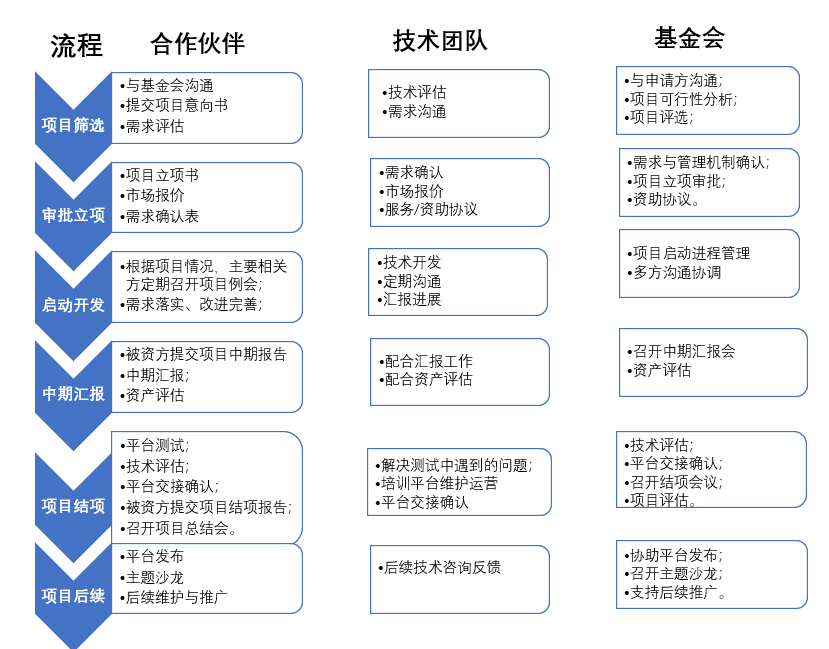 流程
合作伙伴
技术团队
基金会
项目筛选
•与基金会沟通
•提交项目意向书
•需求评估
•技术评估
•需求沟通
•与申请方沟通；
•项目可行性分析；
•项目评选；
审批立项
•项目立项书
•市场报价
•需求确认表
•需求确认
•市场报价
•服务/资助协议
•需求与管理机制确认；
•项目立项审批；
•资助协议。
启动开发
•根据项目情况，主要相关
方定期召开项目例会；
•需求落实、改进完善；
•技术开发
•定期沟通
•汇报进展
•项目启动进程管理
•多方沟通协调
中期汇报
•被资方提交项目中期报告
•中期汇报；
•资产评估
•配合汇报工作
•配合资产评估
•召开中期汇报会
•资产评估
项目结项
•平台测试；
•技术评估；
•平台交接确认；
•被资方提交项目结项报告；
•召开项目总结会。
•解决测试中遇到的问题；
•培训平台维护运营
•平台交接确认
•技术评估；
•平台交接确认；
•召开结项会议；
•项目评估。
项目后续
•平台发布
•主题沙龙
•后续维护与推广
•后续技术咨询反馈
•协助平台发布；
•召开主题沙龙；
•支持后续推广。